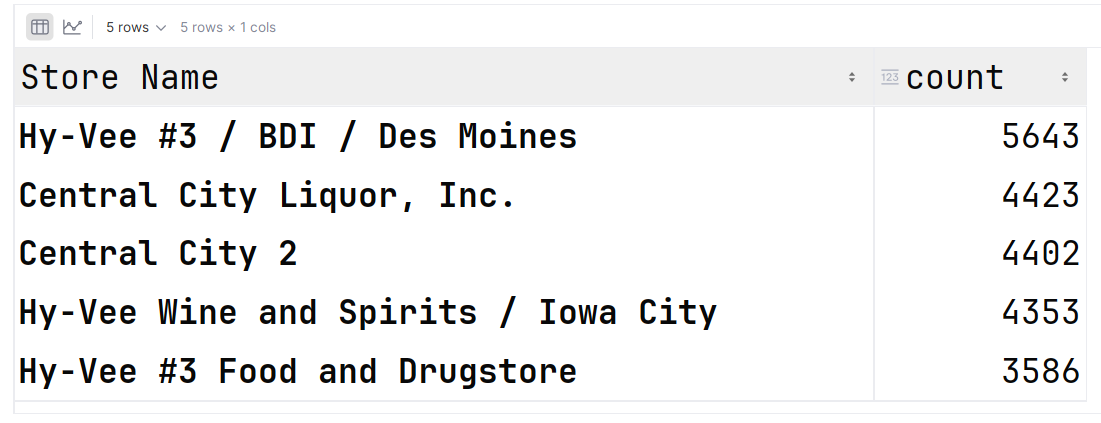 5 rows 5 rows × 1 cols
Store Name 123 count
Hy-Vee #3 / BDI / Des Moines 5643
Central City Liquor, Inc. 4423
Central City 2 4402
Hy-Vee Wine and Spirits / Iowa City 4353
Hy-Vee #3 Food and Drugstore 3586